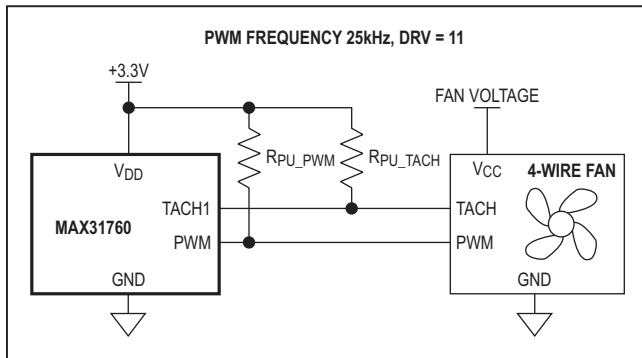 PWM FREQUENCY 25kHz, DRV = 11
+3.3V
FAN VOLTAGE
RPU_PWM
RPU_TACH
VDD
VCC
4-WIRE FAN
TACH1
TACH
MAX31760
PWM
PWM
GND
GND